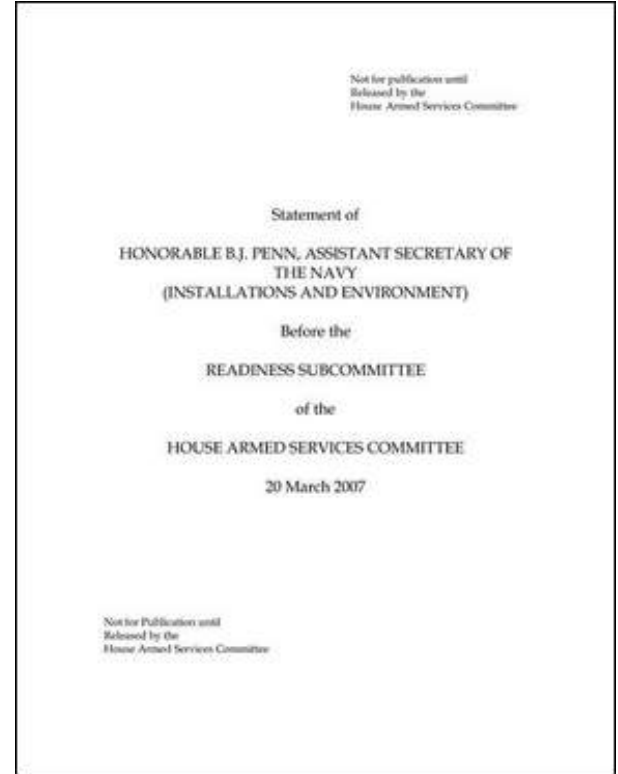 Not for publication until
Released by the
House Armed Services Committee
Statement of
HONORABLE B.J. PENN, ASSISTANT SECRETARY OF
THE NAVY
(INSTALLATIONS AND ENVIRONMENT)
Before the
READINESS SUBCOMMITTEE
of the
HOUSE ARMED SERVICES COMMITTEE
20 March 2007
Not for Publication until
Released by the
House Armed Services Committee